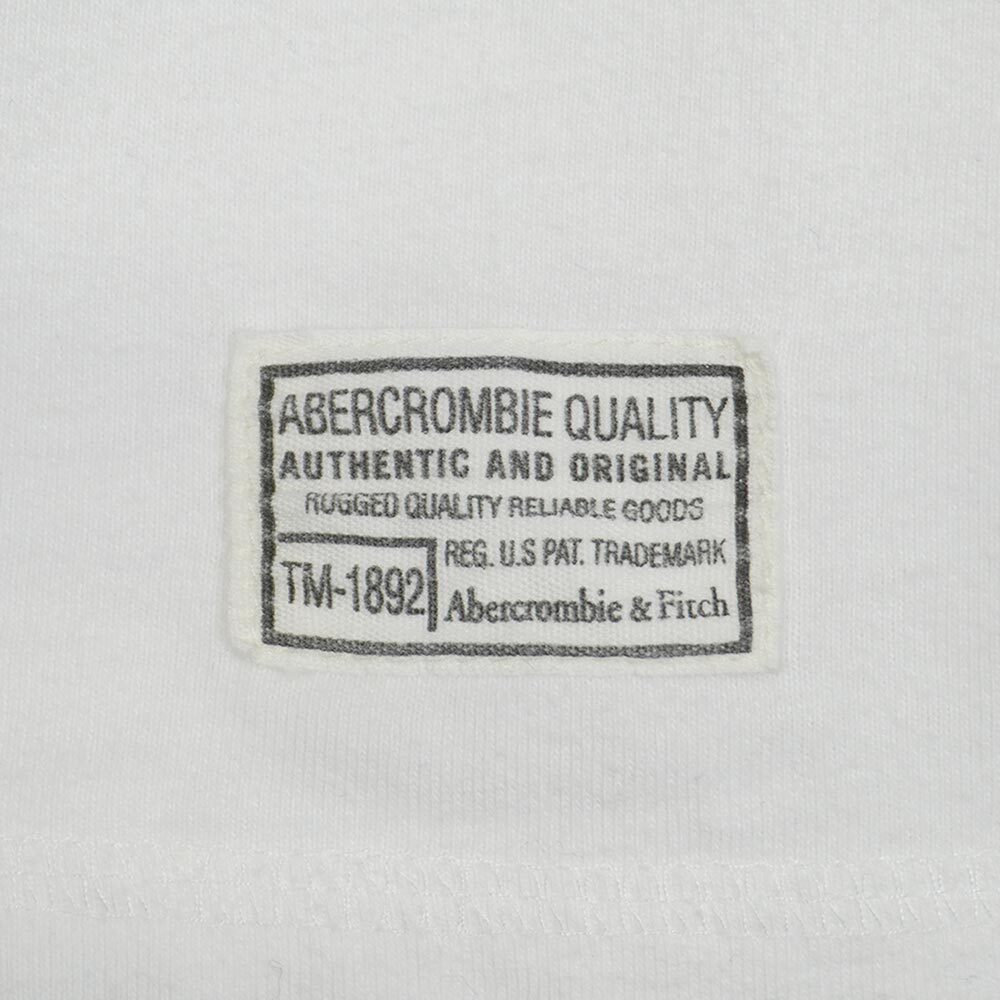 ABERCROMBIE QUALITY
AUTHENTIC AND ORIGINAL
RUGGED QUALITY RELIABLE GOODS
TM-1892
REG. U.S PAT. TRADEMARK
Abercrombie & Fitch